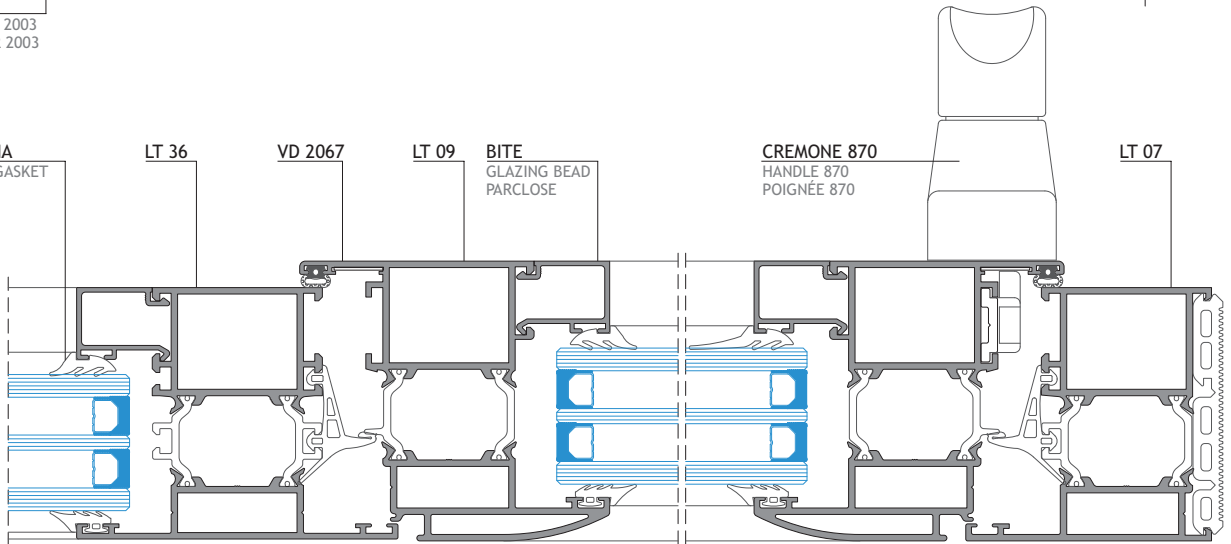 2003
2003
GASKET
LT 36
VD 2067
LT 09
BITE
GLAZING BEAD
PARCLOSE
CREMONE 870
HANDLE 870
POIGNÉE 870
LT 07